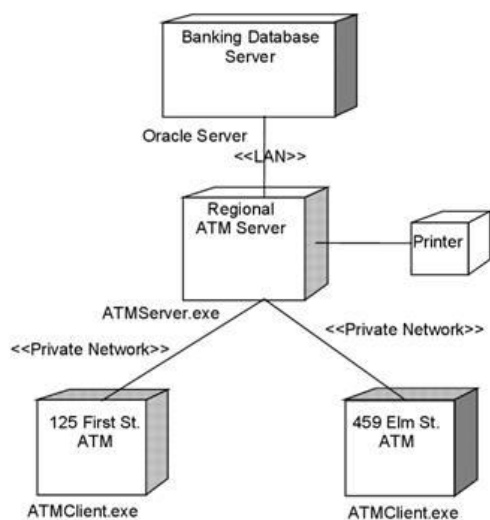 Banking Database
Server
Oracle Server
<<LAN>>
Regional
ATM Server
Printer
ATMServer.exe
<<Private Network>>
<<Private Network>>
125 First St.
ATM
459 Elm St.
ATM
ATMClient.exe
ATMClient.exe